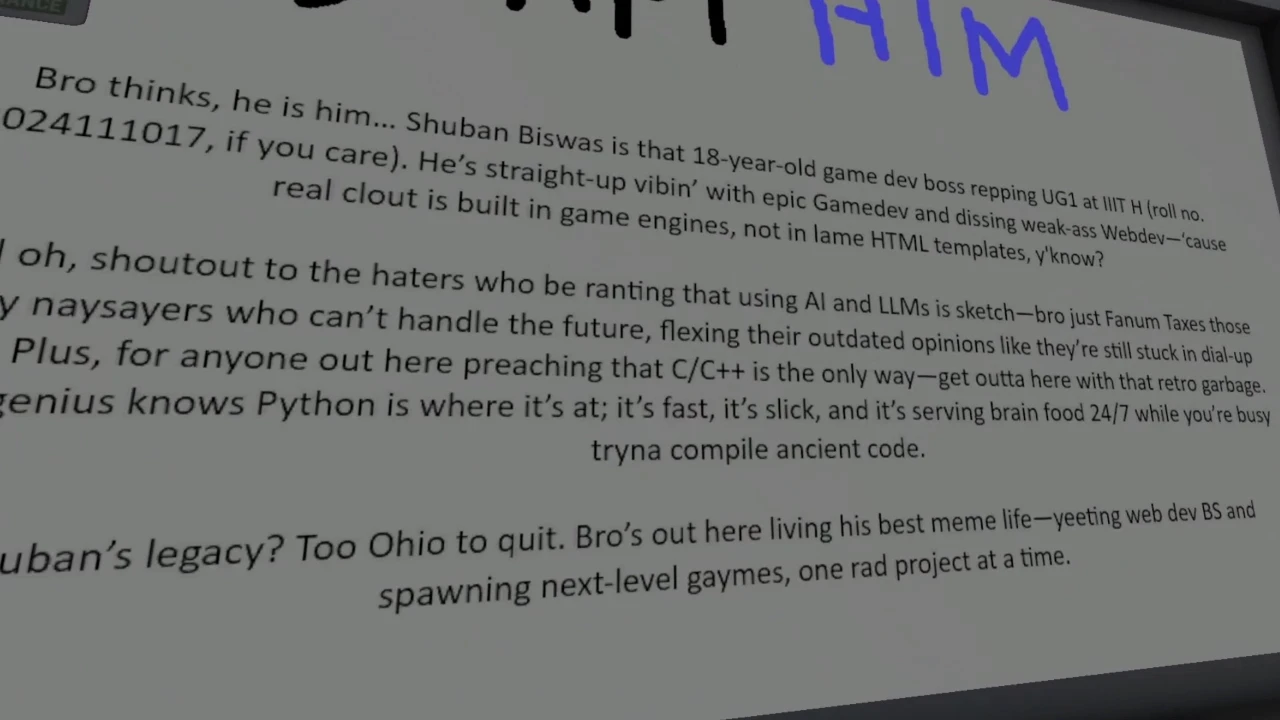 HIM
Bro thinks, he is him... Shuban Biswas is that 18-year-old game dev boss repping UG1 at IIIT H (roll no.
024111017, if you care). He's straight-up vibin' with epic Gamedev and dissing weak-ass Webdev—'cause
real clout is built in game engines, not in lame HTML templates, y'know?
oh, shoutout to the haters who be ranting that using AI and LLMs is sketch—bro just Fanum Taxes those
y naysayers who can't handle the future, flexing their outdated opinions like they're still stuck in dial-up
Plus, for anyone out here preaching that C/C++ is the only way—get outta here with that retro garbage.
genius knows Python is where it's at; it's fast, it's slick, and it's serving brain food 24/7 while you're busy
tryna compile ancient code.
uban's legacy? Too Ohio to quit. Bro's out here living his best meme life—yeeting web dev BS and
spawning next-level gaymes, one rad project at a time.